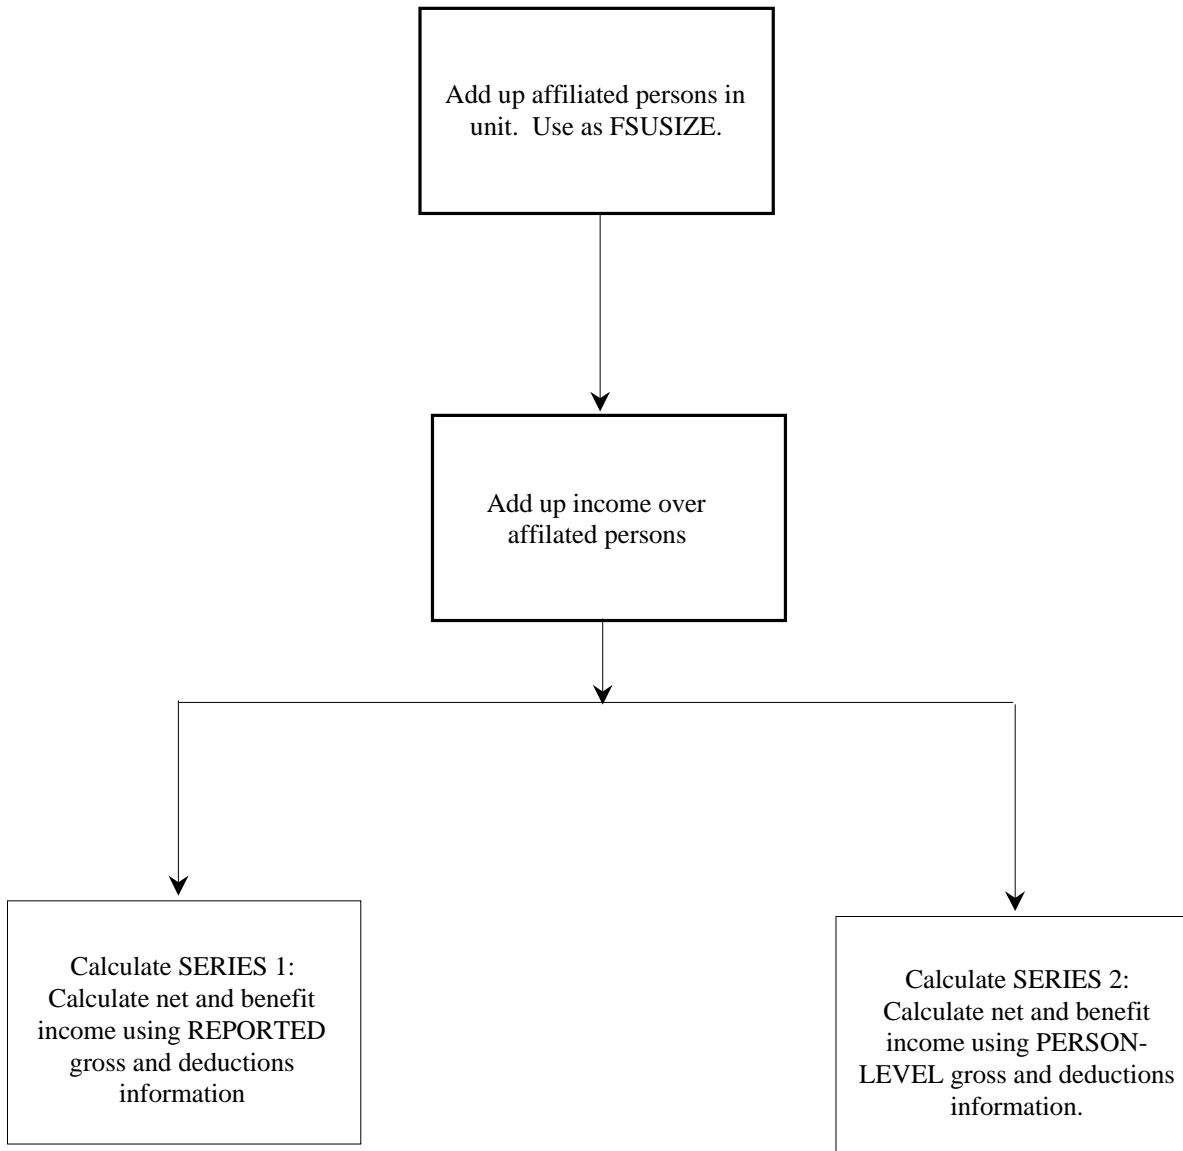 Add up affiliated persons in
unit.  Use as FSUSIZE.
Add up income over
affilated persons
Calculate SERIES 1:
Calculate net and benefit
income using REPORTED
gross and deductions
information
Calculate SERIES 2:
Calculate net and benefit
income using PERSON-
LEVEL gross and deductions
information.